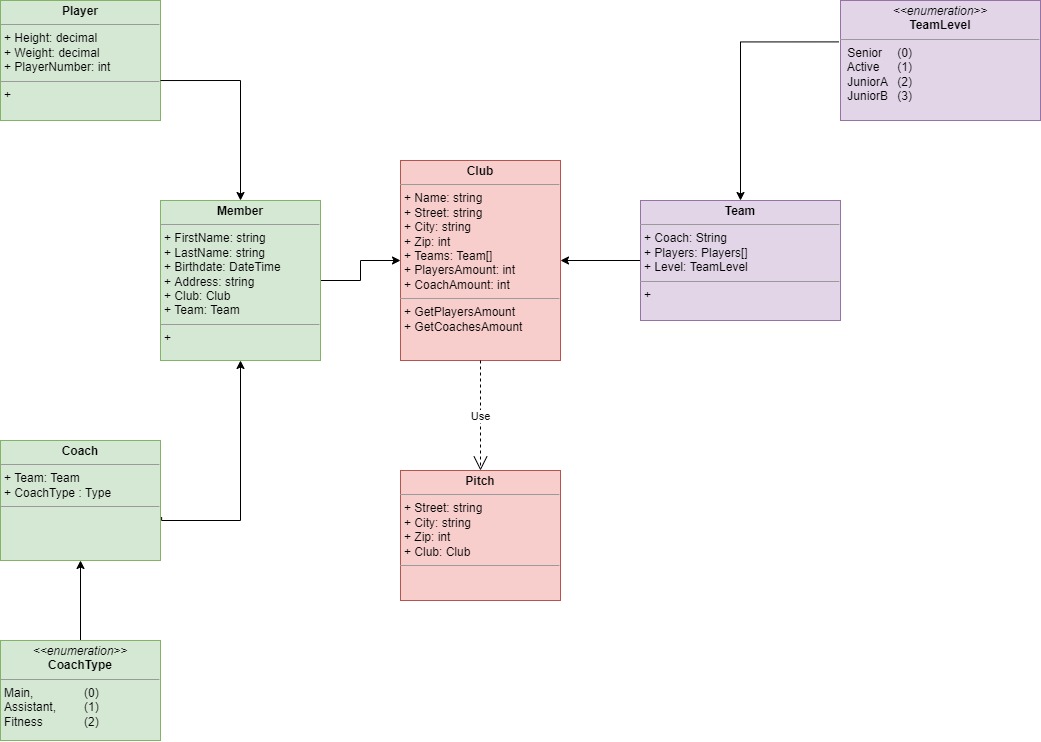 Player
+ Height: decimal
+ Weight: decimal
+ PlayerNumber: int
+
<<enumeration>>
TeamLevel
Senior (0)
Active (1)
JuniorA (2)
JuniorB (3)
Club
+ Name: string
+ Street: string
+ City: string
+ Zip: int
+ Teams: Team[]
+ PlayersAmount: int
+ CoachAmount: int
+ GetPlayersAmount
+ GetCoachesAmount
Member
+ FirstName: string
+ LastName: string
+ Birthdate: DateTime
+ Address: string
+ Club: Club
+ Team: Team
+
Team
+ Coach: String
+ Players: Players[]
+ Level: TeamLevel
+
Use
Coach
+ Team: Team
+ CoachType : Type
Pitch
+ Street: string
+ City: string
+ Zip: int
+ Club: Club
<<enumeration>>
CoachType
Main, (0)
Assistant, (1)
Fitness (2)